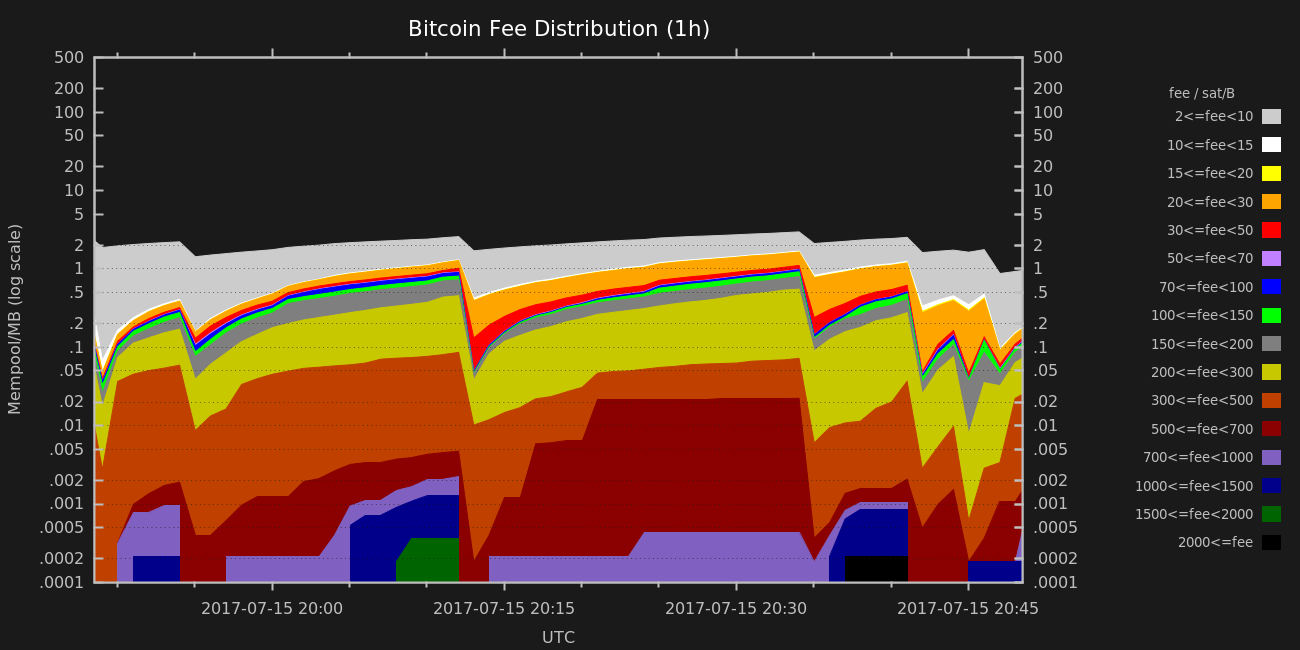 Bitcoin Fee Distribution (1h)
Mempool/MB (log scale)
500
200
100
50
20
10
5
2
1
.5
.2
.1
.05
.02
.01
.005
.002
.001
.0005
.0002
.0001
500
200
100
50
20
10
5
2
1
.5
.2
.1
.05
.02
.01
.005
.002
.001
.0005
.0002
.0001
2017-07-15 20:00
2017-07-15 20:15
2017-07-15 20:30
2017-07-15 20:45
UTC
fee / sat/B
2<=fee<10
10<=fee<15
15<=fee<20
20<=fee<30
30<=fee<50
50<=fee<70
70<=fee<100
100<=fee<150
150<=fee<200
200<=fee<300
300<=fee<500
500<=fee<700
700<=fee<1000
1000<=fee<1500
1500<=fee<2000
2000<=fee